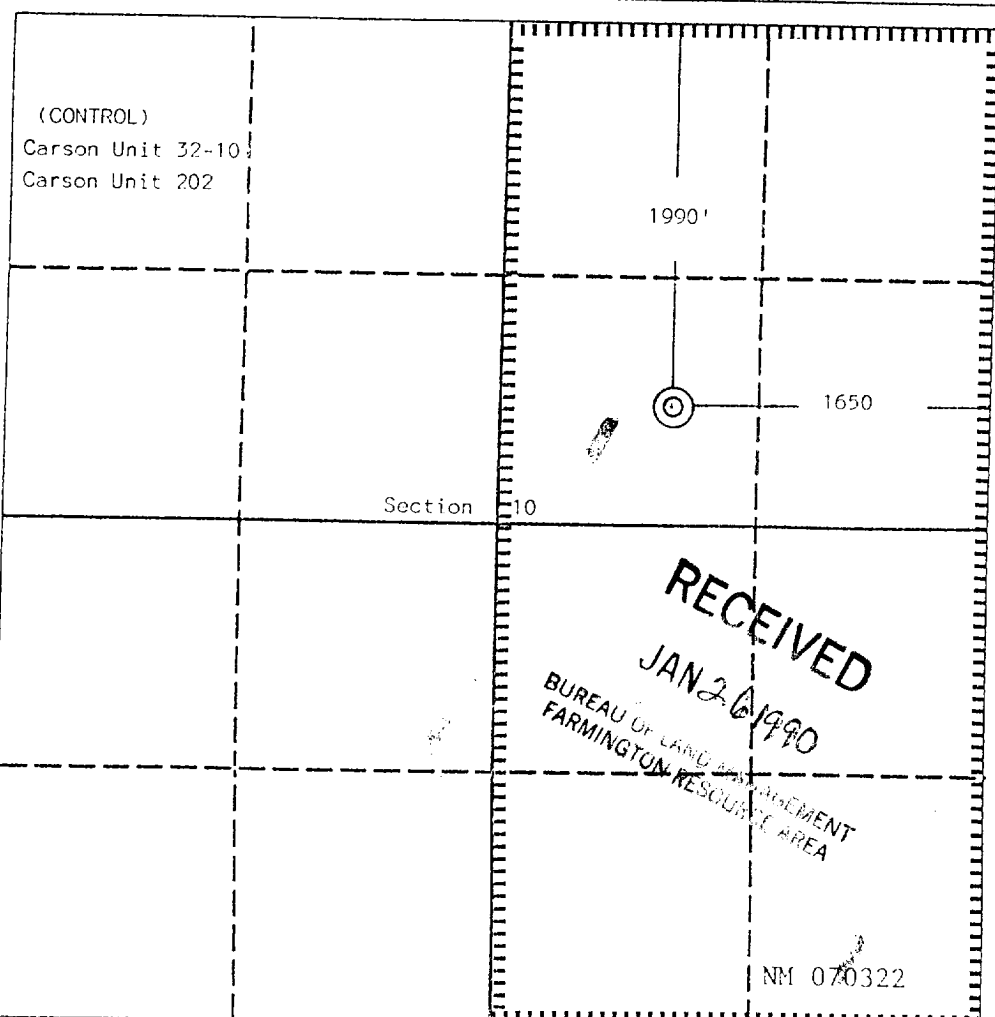 (CONTROL)
Carson Unit 32-10
Carson Unit 202
1990'
1650
Section 10
RECEIVED
JAN 26 1990
BUREAU OF LAND MANAGEMENT
FARMINGTON RESOURCE AREA
NM 070322